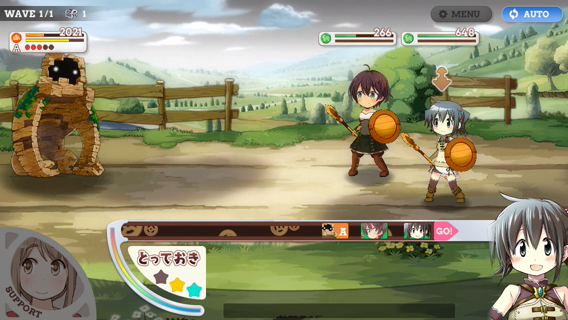 WAVE 1/1 1
MENU
AUTO
2021
A
266
648
A
GO!
とっておき
SUPPORT